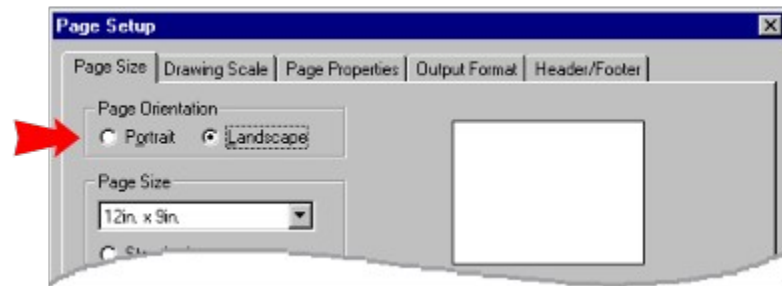 Page Setup
Page Size Drawing Scale Page Properties Output Format Header/Footer
Page Orientation
Portrait Landscape
Page Size
12in. x 9in.